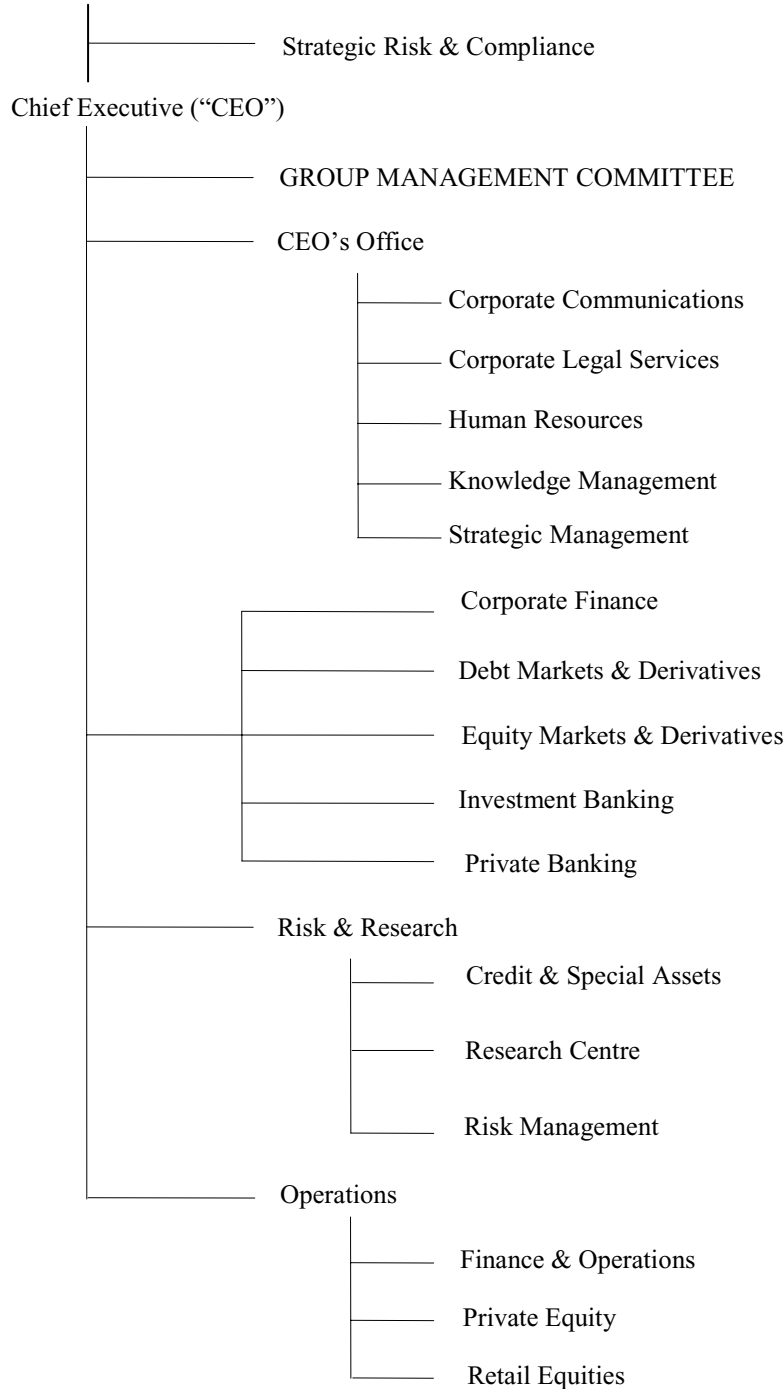 Strategic Risk & Compliance
Chief Executive (“CEO”)
GROUP MANAGEMENT COMMITTEE
CEO’s Office
Corporate Communications
Corporate Legal Services
Human Resources
Knowledge Management
Strategic Management
Corporate Finance
Debt Markets & Derivatives
Equity Markets & Derivatives
Investment Banking
Private Banking
Risk & Research
Credit & Special Assets
Research Centre
Risk Management
Operations
Finance & Operations
Private Equity
Retail Equities